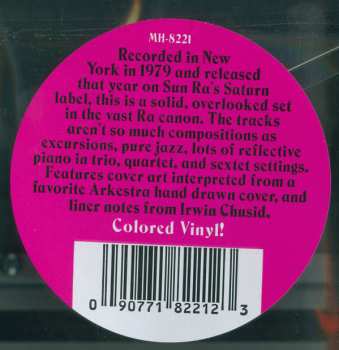 MH-8221
Recorded in New
York in 1979 and released
that year on Sun Ra's Saturn
label, this is a solid, overlooked set
in the vast Ra canon. The tracks
aren't so much compositions as
excursions, pure jazz, lots of reflective
piano in trio, quartet, and sextet settings.
Features cover art interpreted from a
favorite Arkestra hand drawn cover, and
liner notes from Irwin Chusid.
Colored Vinyl!
0 90771 82212 3